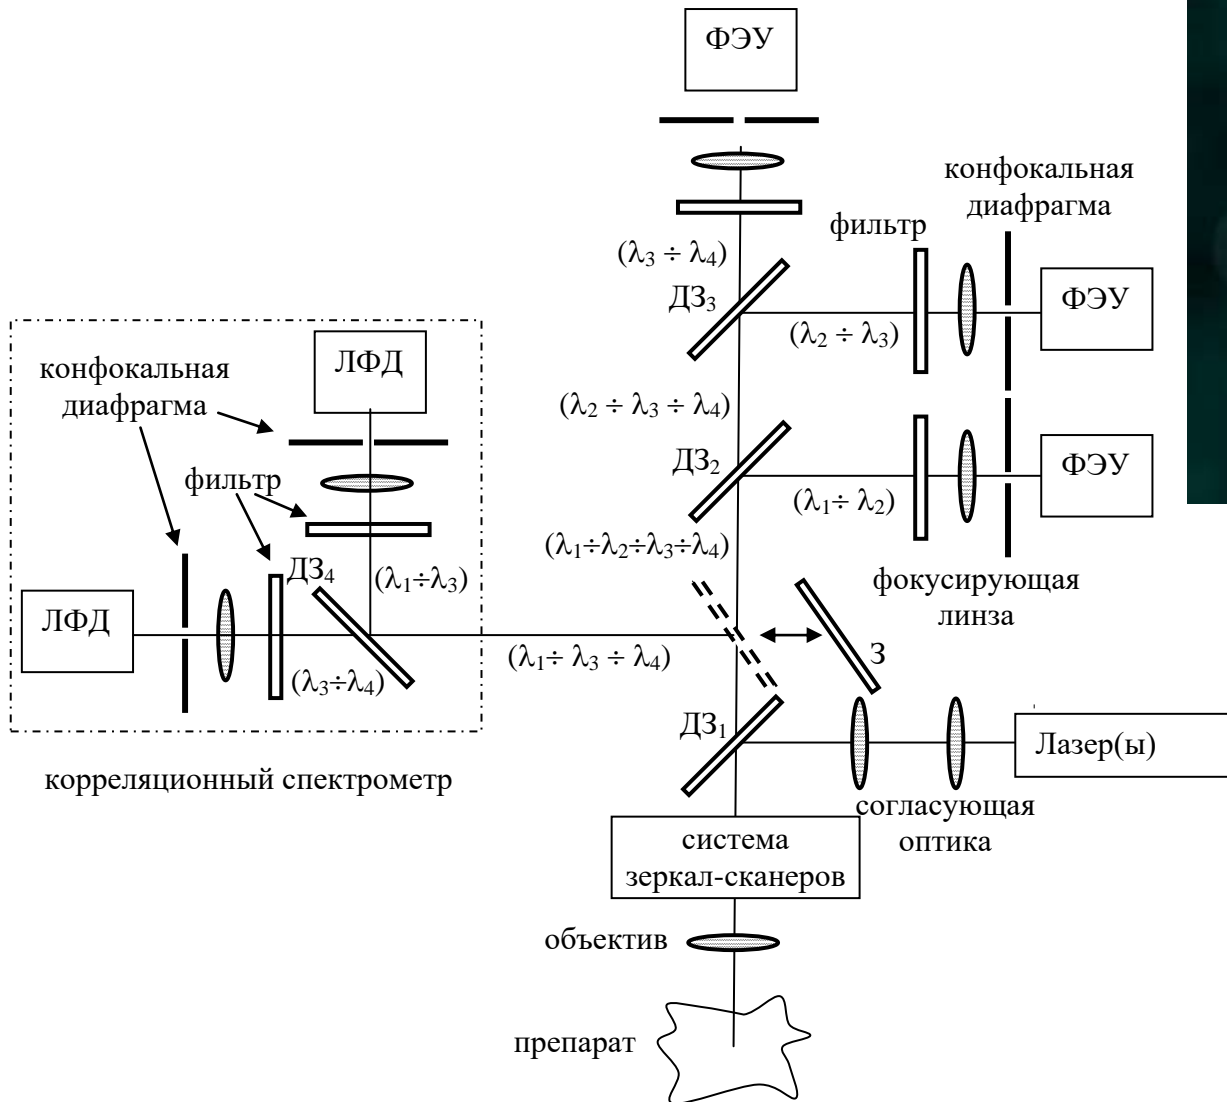 ФЭУ
конфокальная
диафрагма
фильтр
(λ₃ ÷ λ₄)
ДЗ₃
ФЭУ
(λ₂ ÷ λ₃)
ЛФД
конфокальная
диафрагма
(λ₂ ÷ λ₃ ÷ λ₄)
ДЗ₂
ФЭУ
фильтр
(λ₁÷ λ₂)
(λ₁÷λ₂÷λ₃÷λ₄)
ДЗ₄
(λ₁÷λ₃)
фокусирующая
линза
ЛФД
З
(λ₁÷ λ₃ ÷ λ₄)
(λ₃÷λ₄)
ДЗ₁
Лазер(ы)
корреляционный спектрометр
согласующая
оптика
система
зеркал-сканеров
объектив
препарат